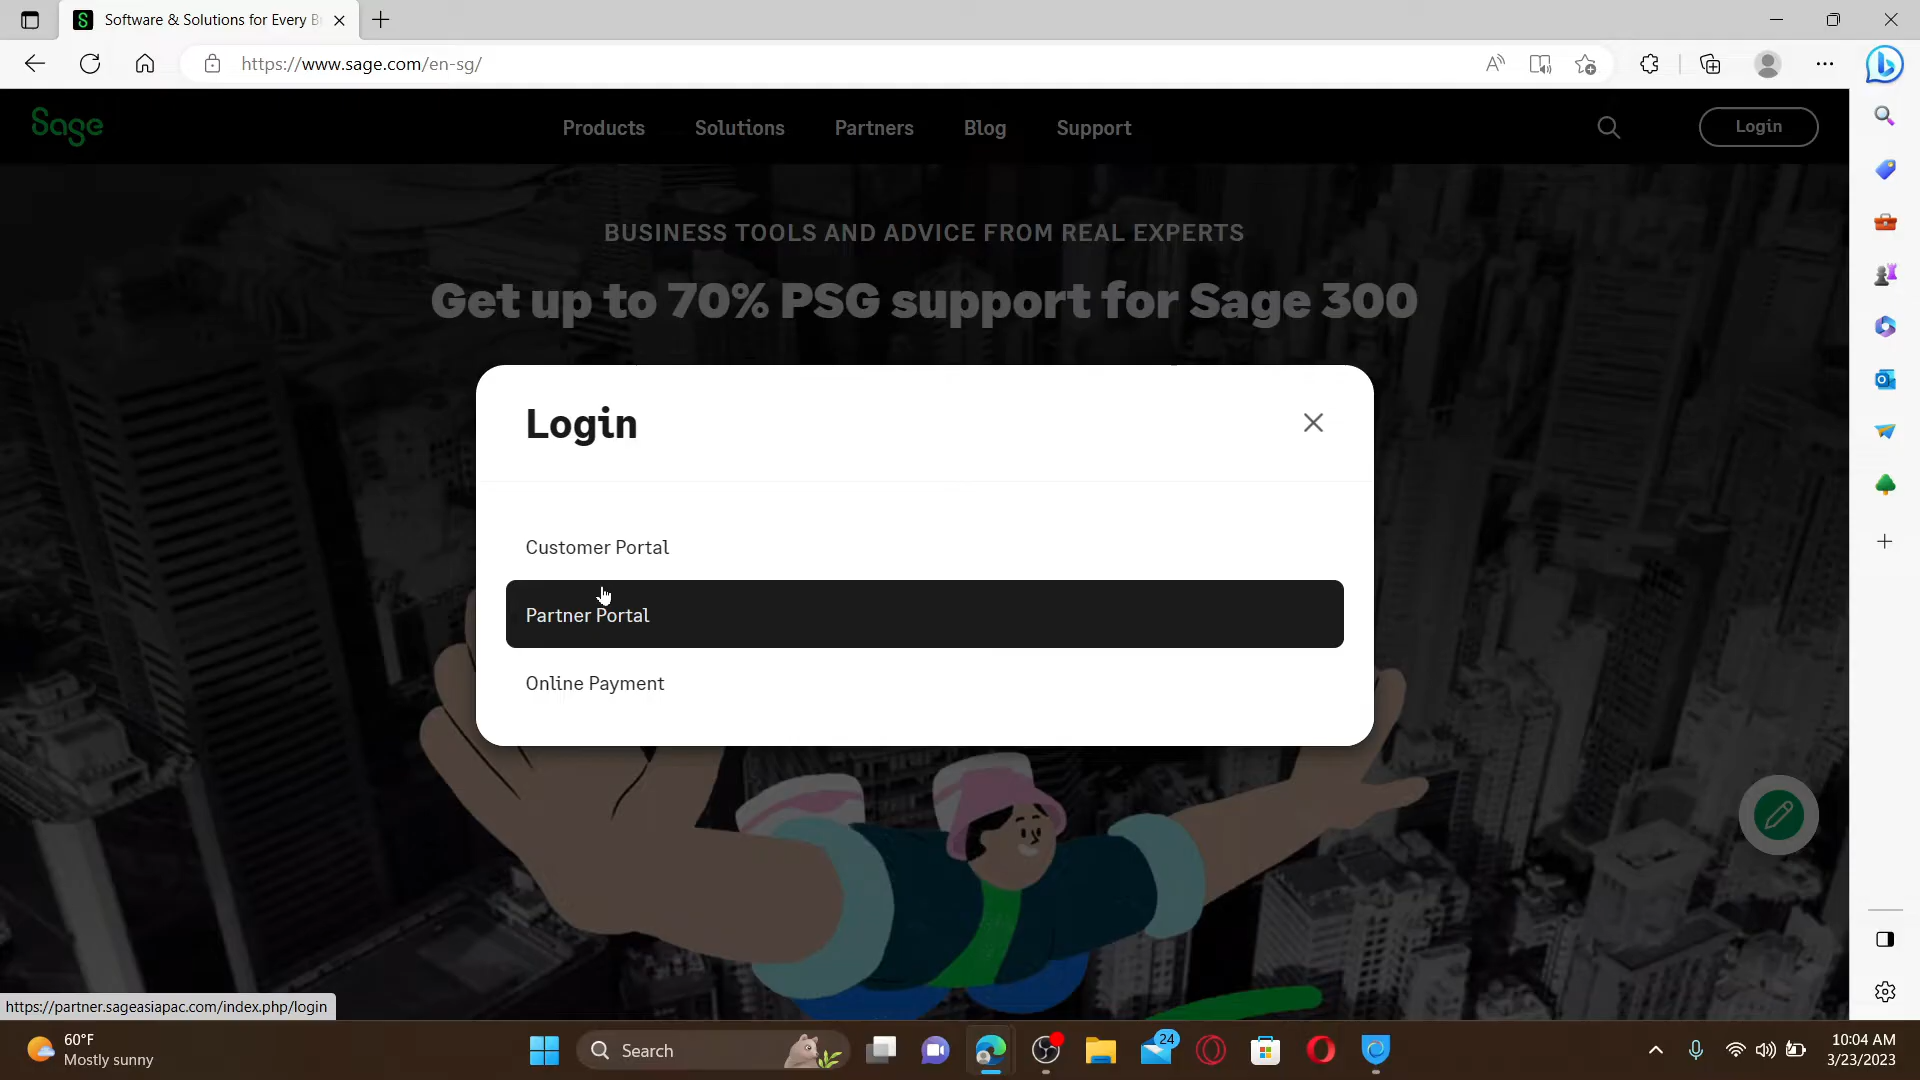 Software & Solutions for Every B
https://www.sage.com/en-sg/
Sage
Products
Solutions
Partners
Blog
Support
Login
BUSINESS TOOLS AND ADVICE FROM REAL EXPERTS
Get up to 70% PSG support for Sage 300
Login
Customer Portal
Partner Portal
Online Payment
https://partner.sageasiapac.com/index.php/login
60°F
Mostly sunny
Search
24
10:04 AM
3/23/2023